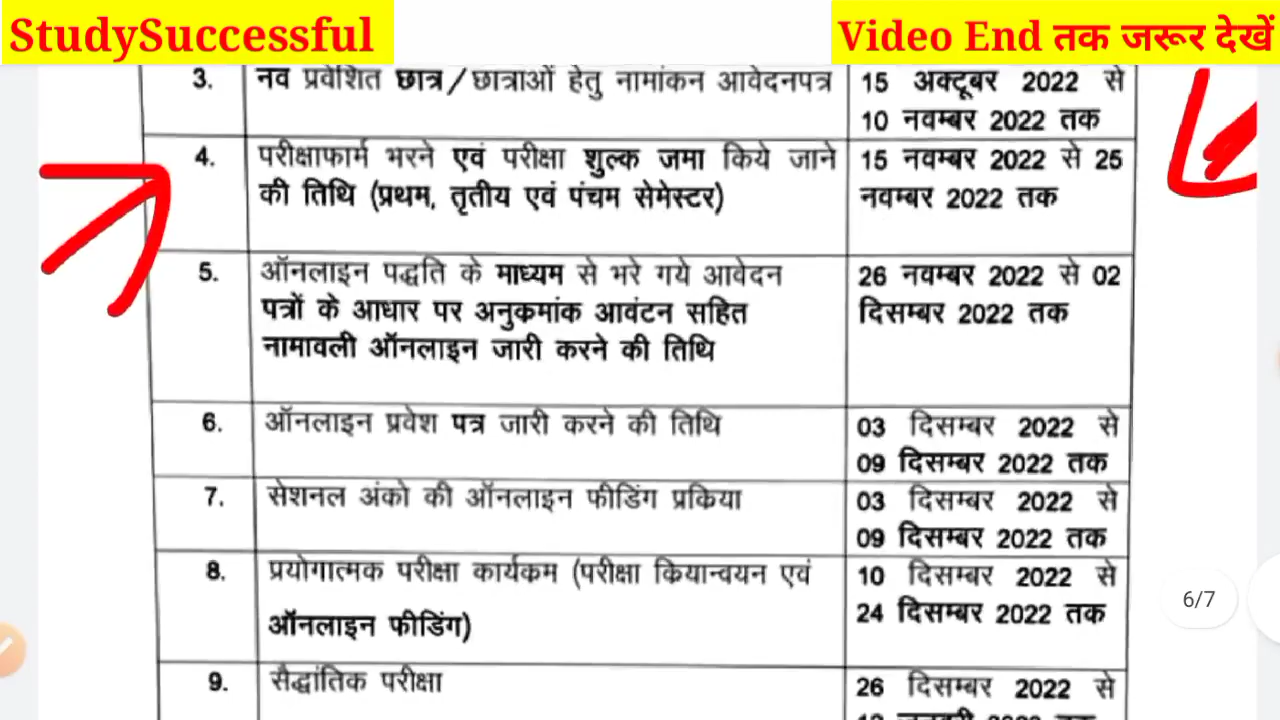 StudySuccessful
Video End तक जरूर देखें
3. नव प्रवेशित छात्र/छात्राओं हेतु नामांकन आवेदनपत्र
15 अक्टूबर 2022 से
10 नवम्बर 2022 तक
4. परीक्षाफार्म भरने एवं परीक्षा शुल्क जमा किये जाने
की तिथि (प्रथम, तृतीय एवं पंचम सेमेस्टर)
15 नवम्बर 2022 से 25
नवम्बर 2022 तक
5. ऑनलाइन पद्धति के माध्यम से भरे गये आवेदन
पत्रों के आधार पर अनुकमांक आवंटन सहित
नामावली ऑनलाइन जारी करने की तिथि
26 नवम्बर 2022 से 02
दिसम्बर 2022 तक
6. ऑनलाइन प्रवेश पत्र जारी करने की तिथि
03 दिसम्बर 2022 से
09 दिसम्बर 2022 तक
7. सेशनल अंको की ऑनलाइन फीडिंग प्रकिया
03 दिसम्बर 2022 से
09 दिसम्बर 2022 तक
8. प्रयोगात्मक परीक्षा कार्यकम (परीक्षा कियान्वयन एवं
ऑनलाइन फीडिंग)
10 दिसम्बर 2022 से
24 दिसम्बर 2022 तक
6/7
9. सैद्धांतिक परीक्षा
26 दिसम्बर 2022 से